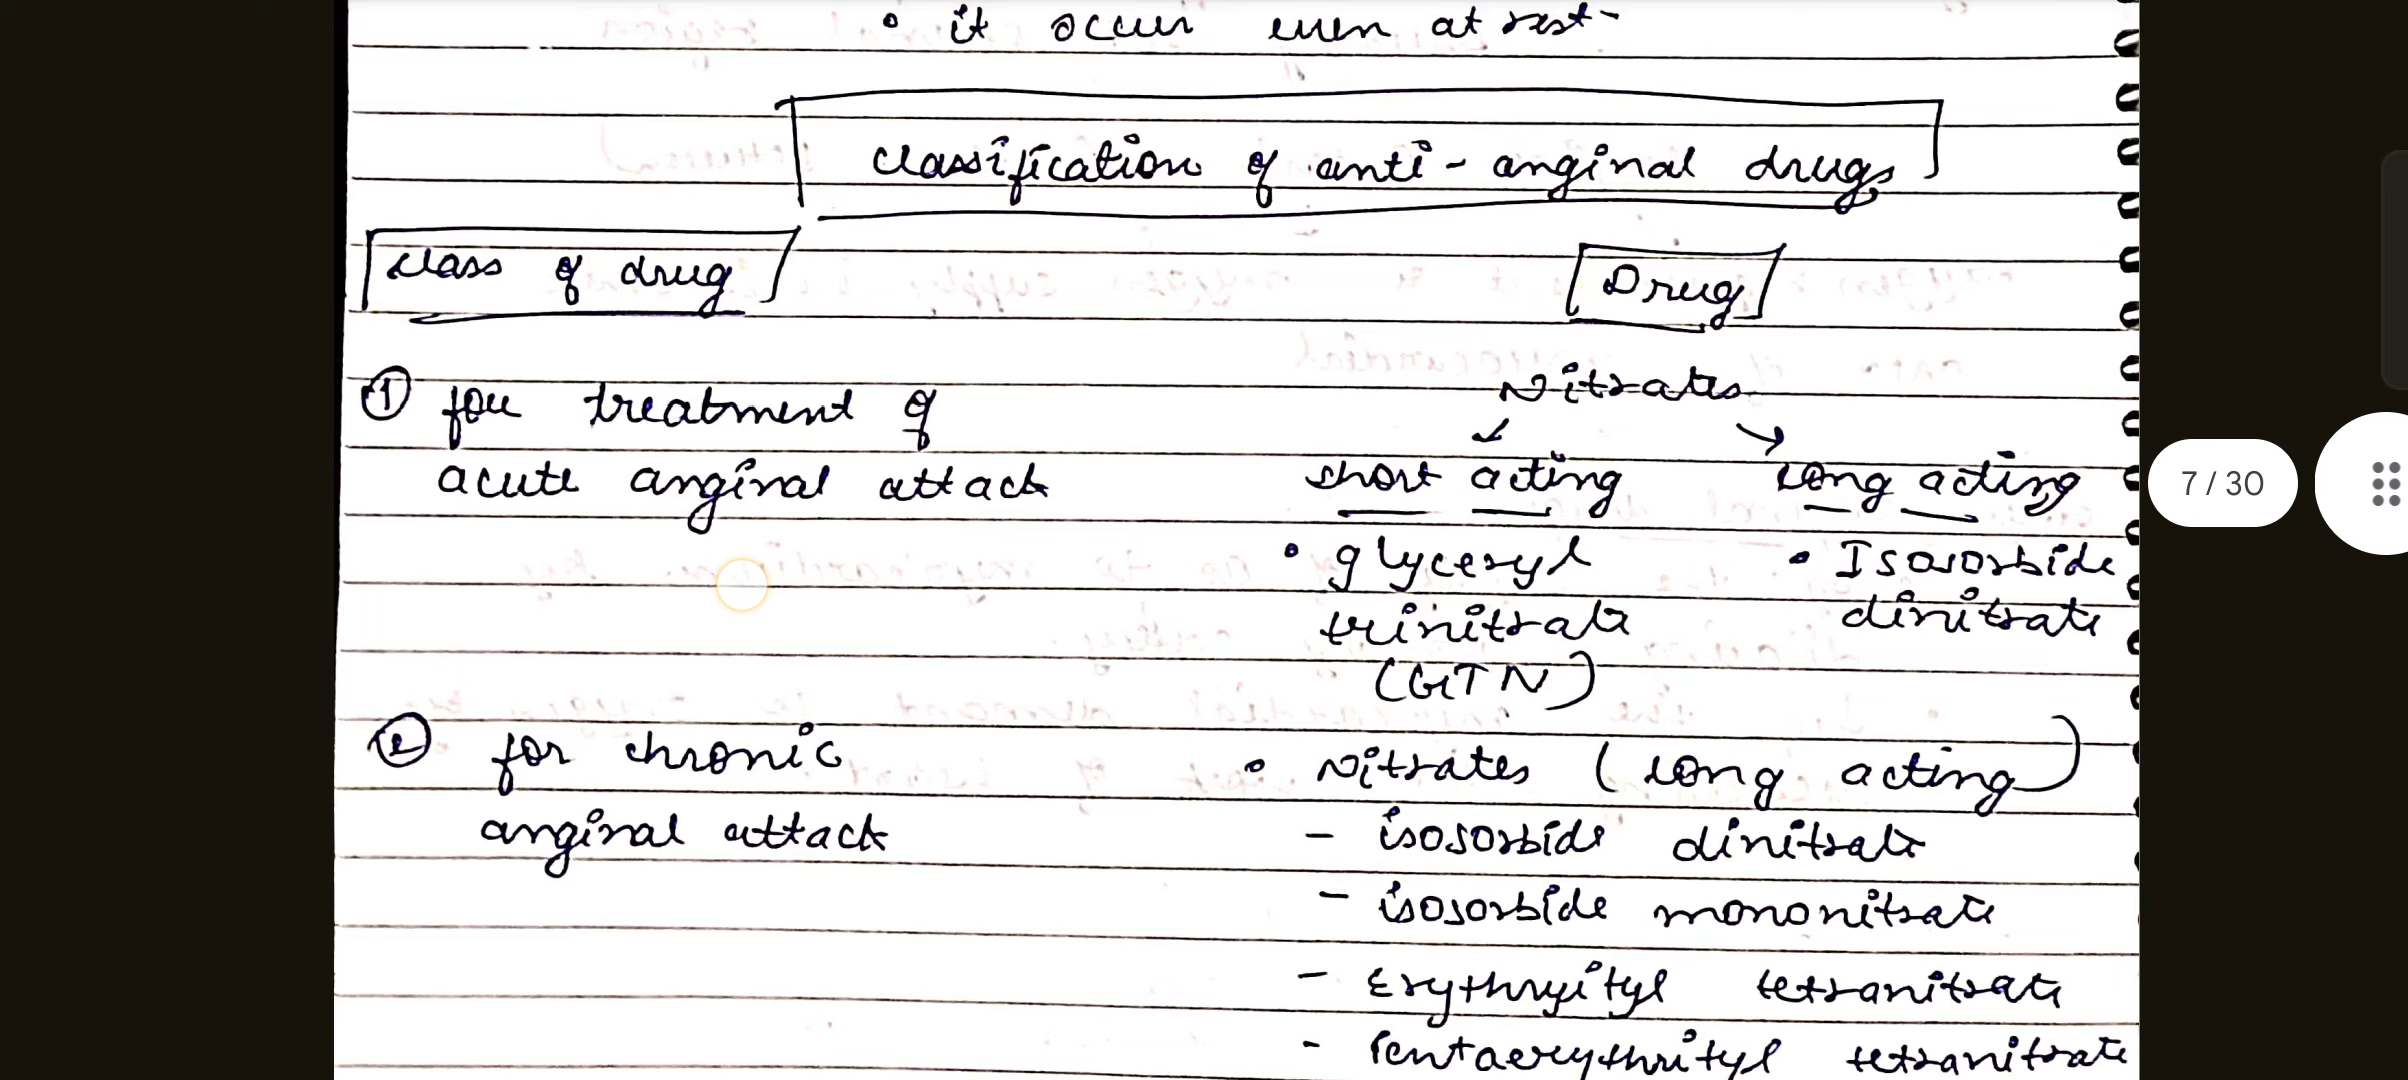 • it occur even at rest-
classification of anti-anginal drugs
class of drug
Drug
① for treatment of
acute anginal attack
Nitrates
short acting
long acting
• glyceryl
trinitrate
(GTN)
• Isosorbide
dinitrate
② for chronic
anginal attack
• Nitrates (long acting)
- isosorbide dinitrate
- isosorbide mononitrate
- Erythryityl tetranitrate
- Pentaerythrityl tetranitrate
7 / 30